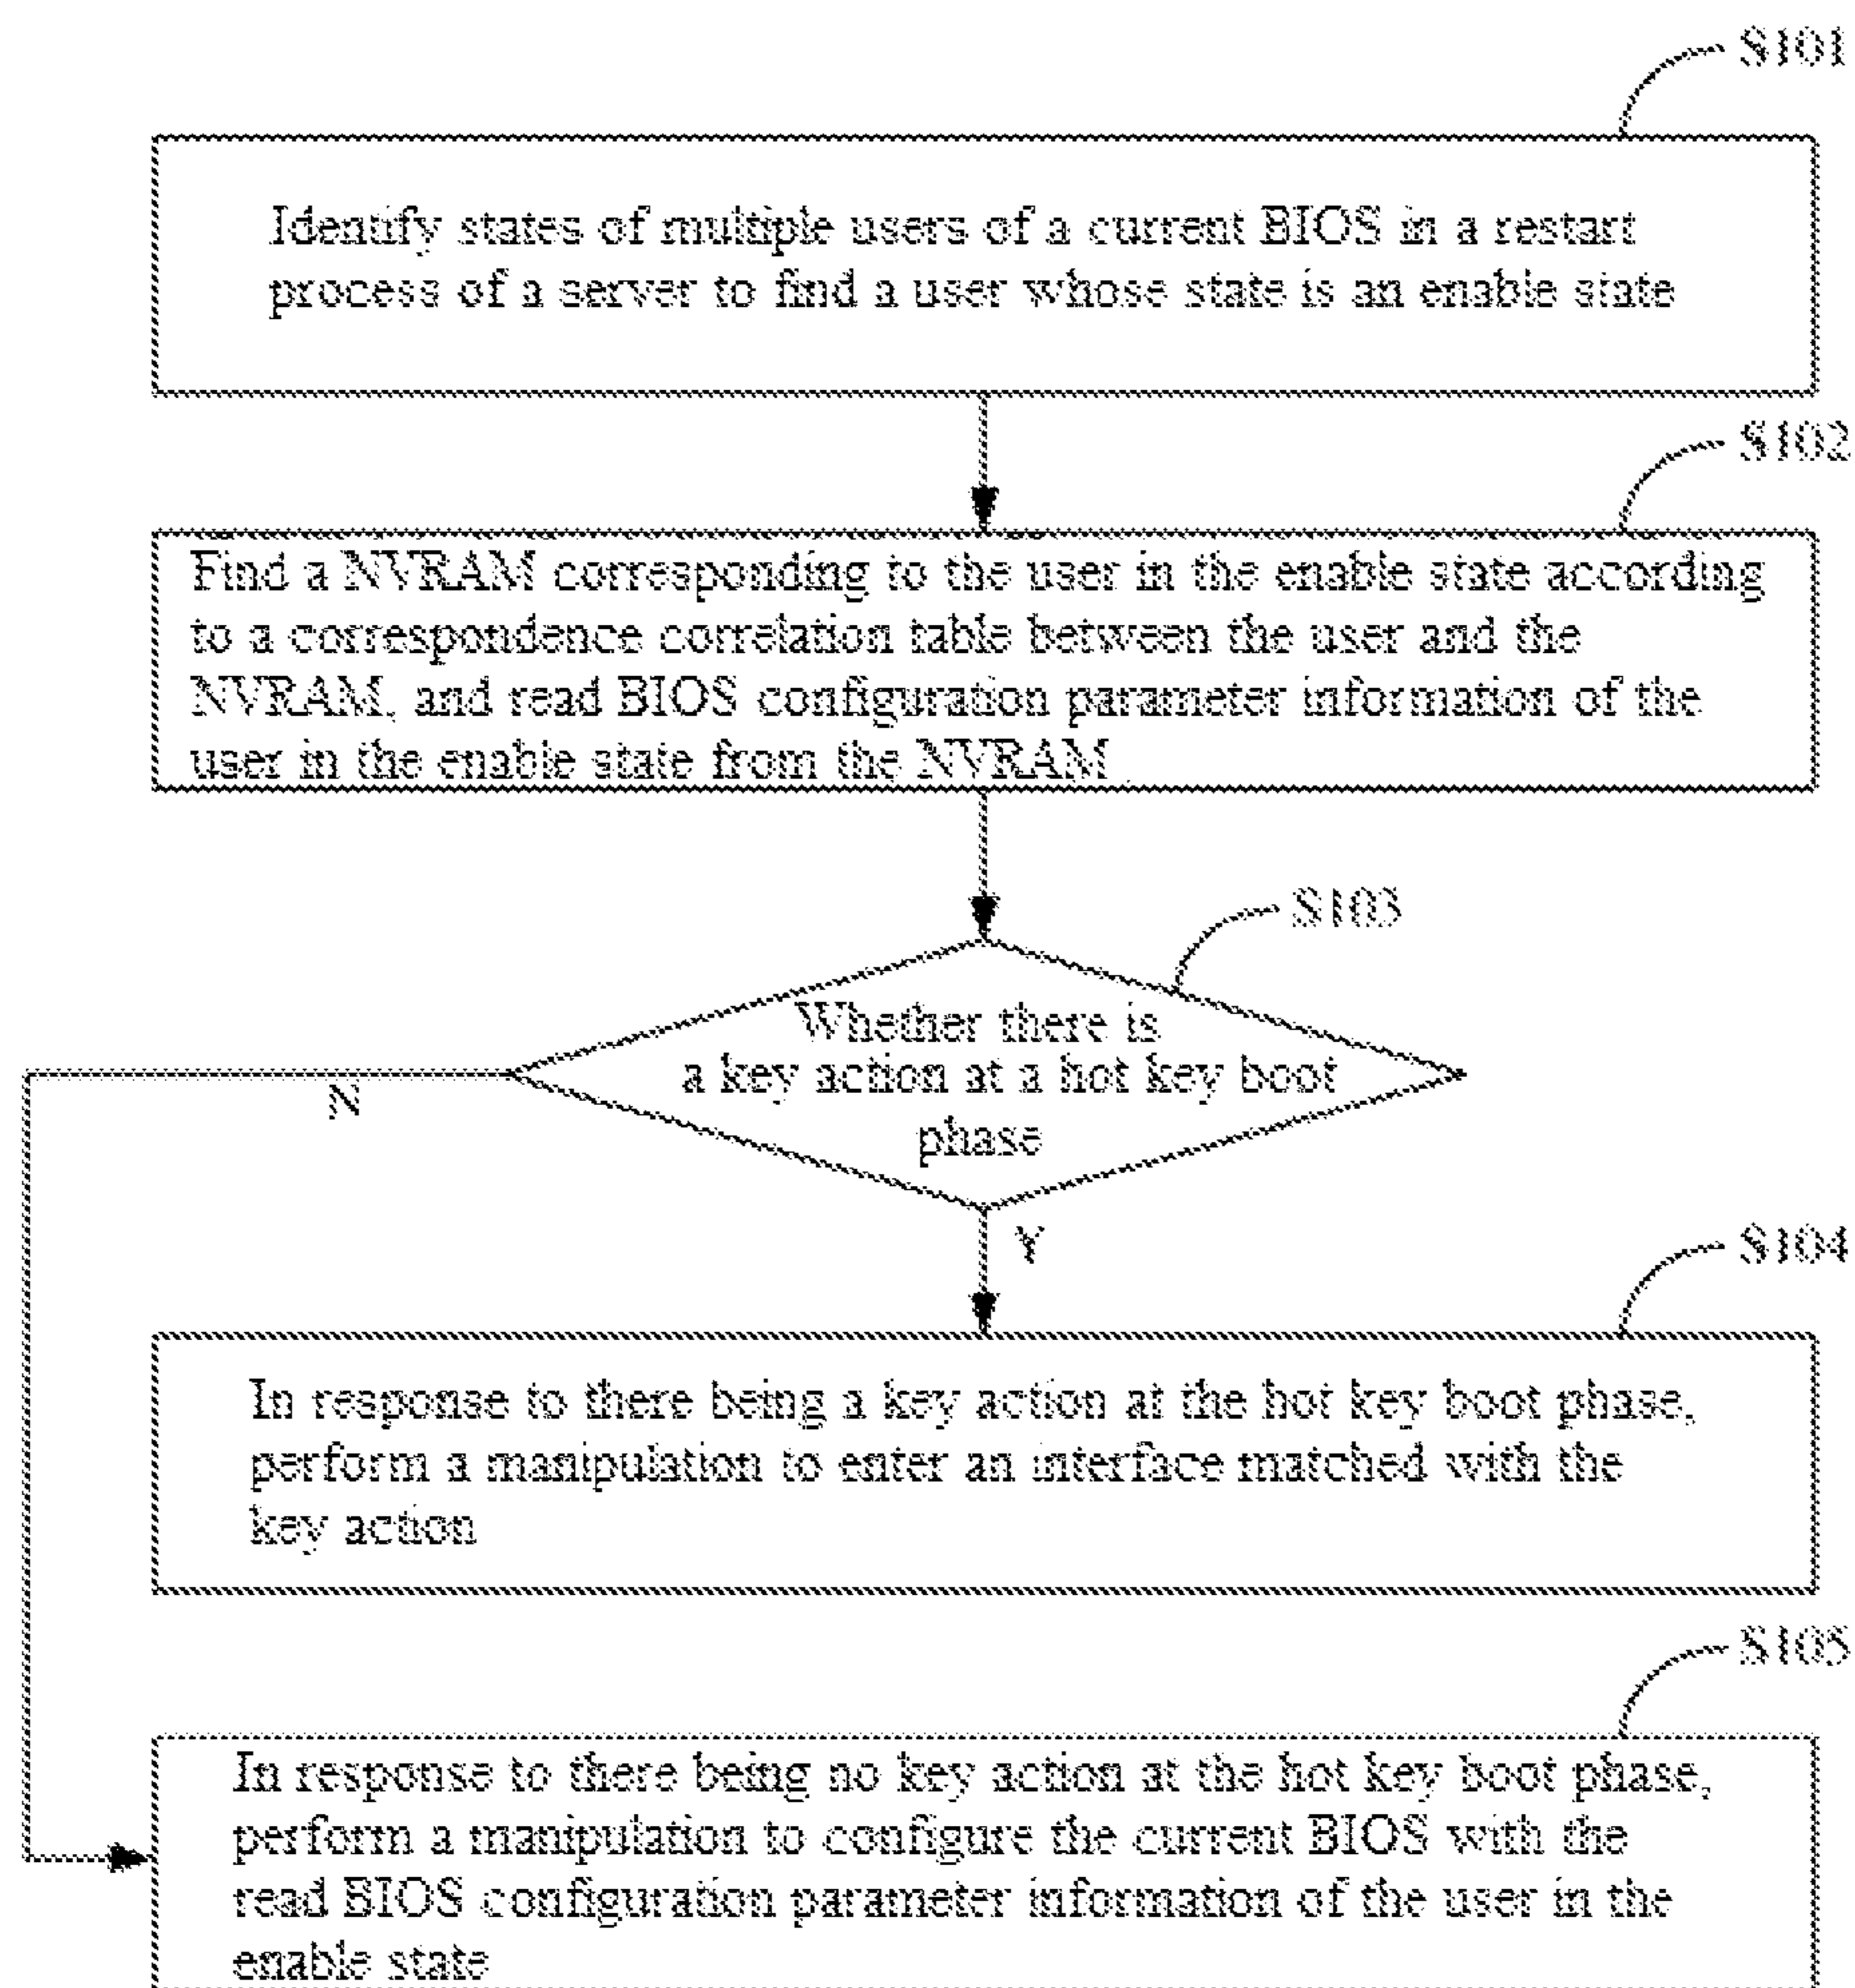 S101
Identify states of multiple users of a current BIOS in a restart
process of a server to find a user whose state is an enable state
S102
Find a NVRAM corresponding to the user in the enable state according
to a correspondence correlation table between the user and the
NVRAM, and read BIOS configuration parameter information of the
user in the enable state from the NVRAM
S103
Whether there is
a key action at a hot key boot
phase
N
Y
S104
In response to there being a key action at the hot key boot phase,
perform a manipulation to enter an interface matched with the
key action
S105
In response to there being no key action at the hot key boot phase,
perform a manipulation to configure the current BIOS with the
read BIOS configuration parameter information of the user in the
enable state